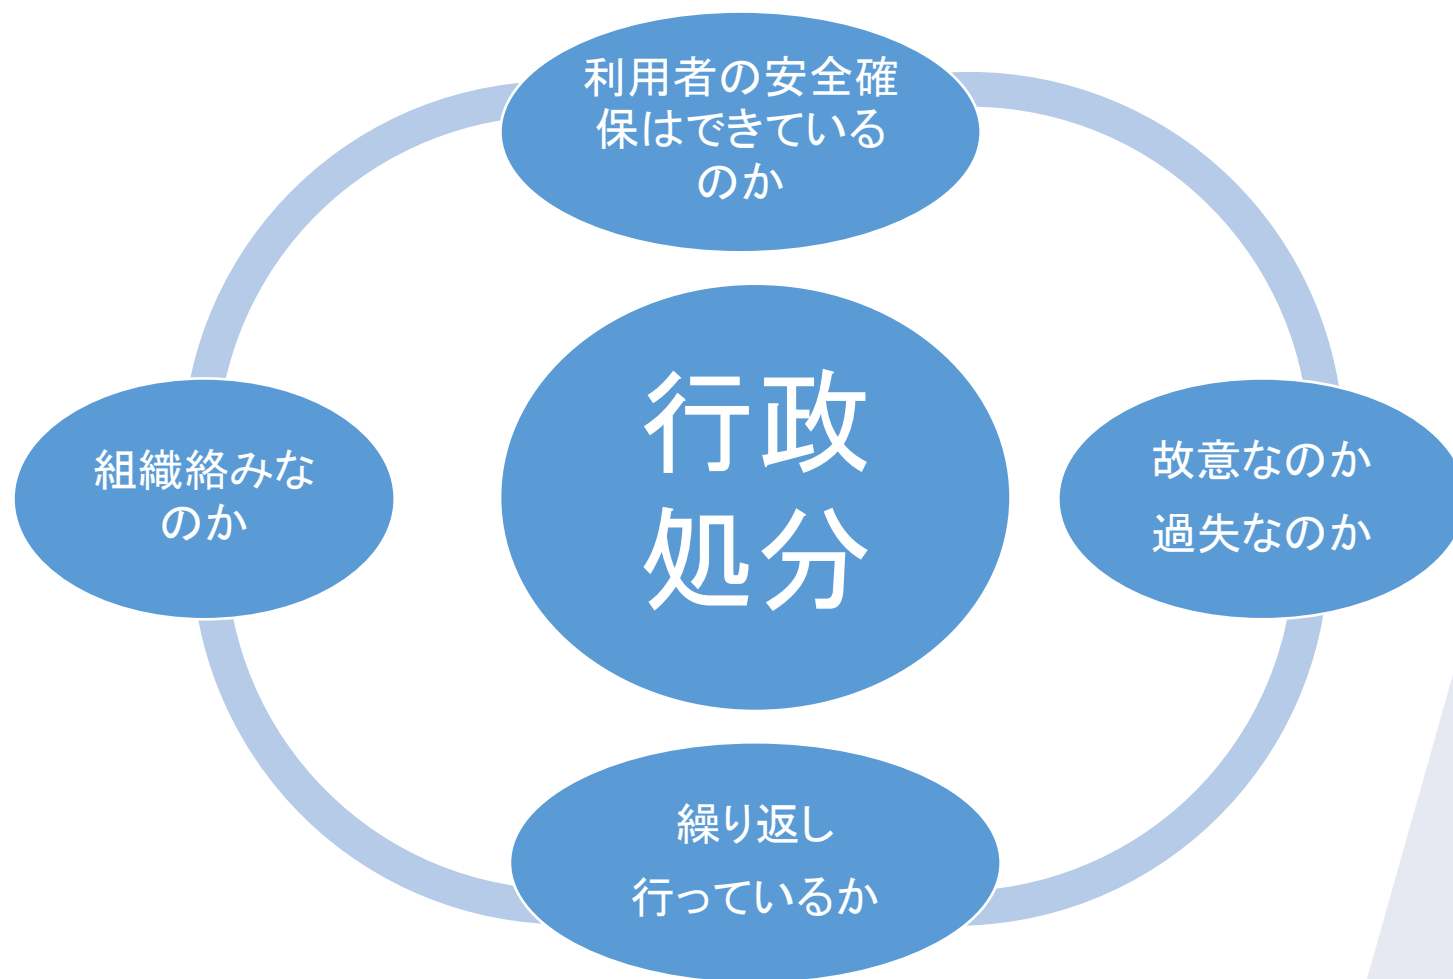 利用者の安全確
保はできている
のか
行政
処分
組織絡みな
のか
故意なのか
過失なのか
繰り返し
行っているか